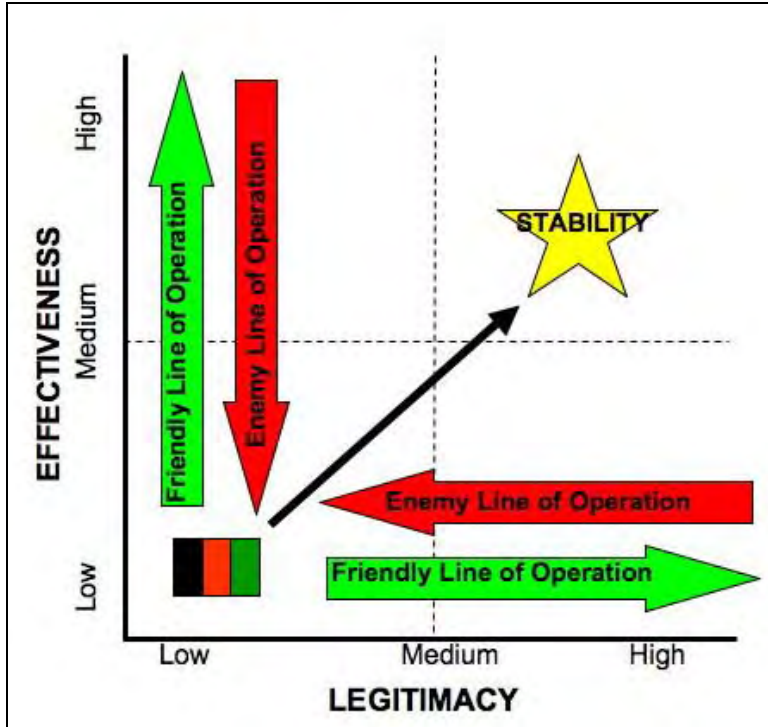 EFFECTIVENESS
High
Medium
Low
Friendly Line of Operation
Enemy Line of Operation
STABILITY
Enemy Line of Operation
Friendly Line of Operation
Low
Medium
High
LEGITIMACY